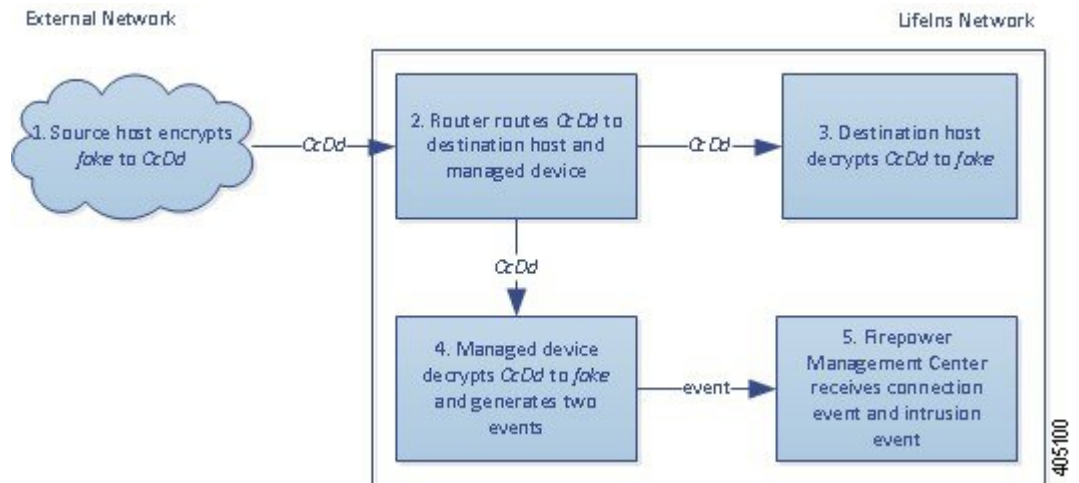 External Network
LifeIns Network
1. Source host encrypts
fake to CcDd
CcDd
2. Router routes CcDd to
destination host and
managed device
CcDd
3. Destination host
decrypts CcDd to fake
CcDd
4. Managed device
decrypts CcDd to fake
and generates two
events
event
5. Firepower
Management Center
receives connection
event and intrusion
event
405100